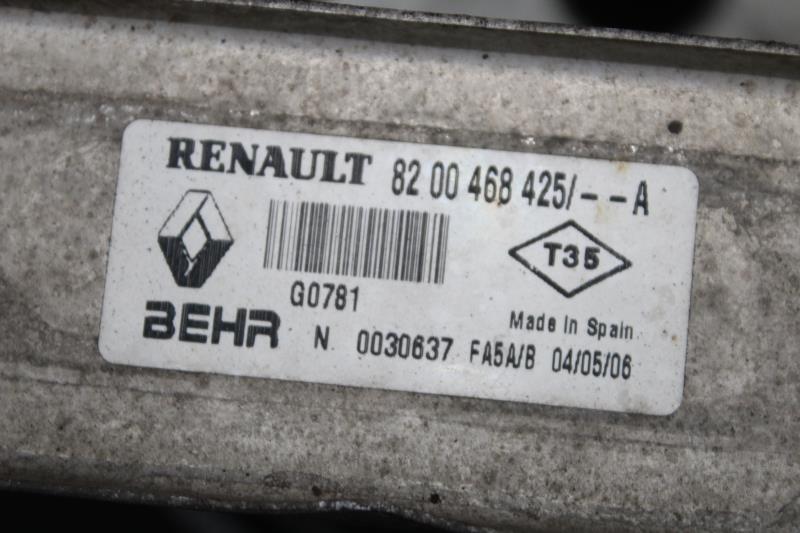 RENAULT 82 00 468 425/--A
T35
G0781
Made in Spain
BEHR N 0030637 FA5A/B 04/05/06